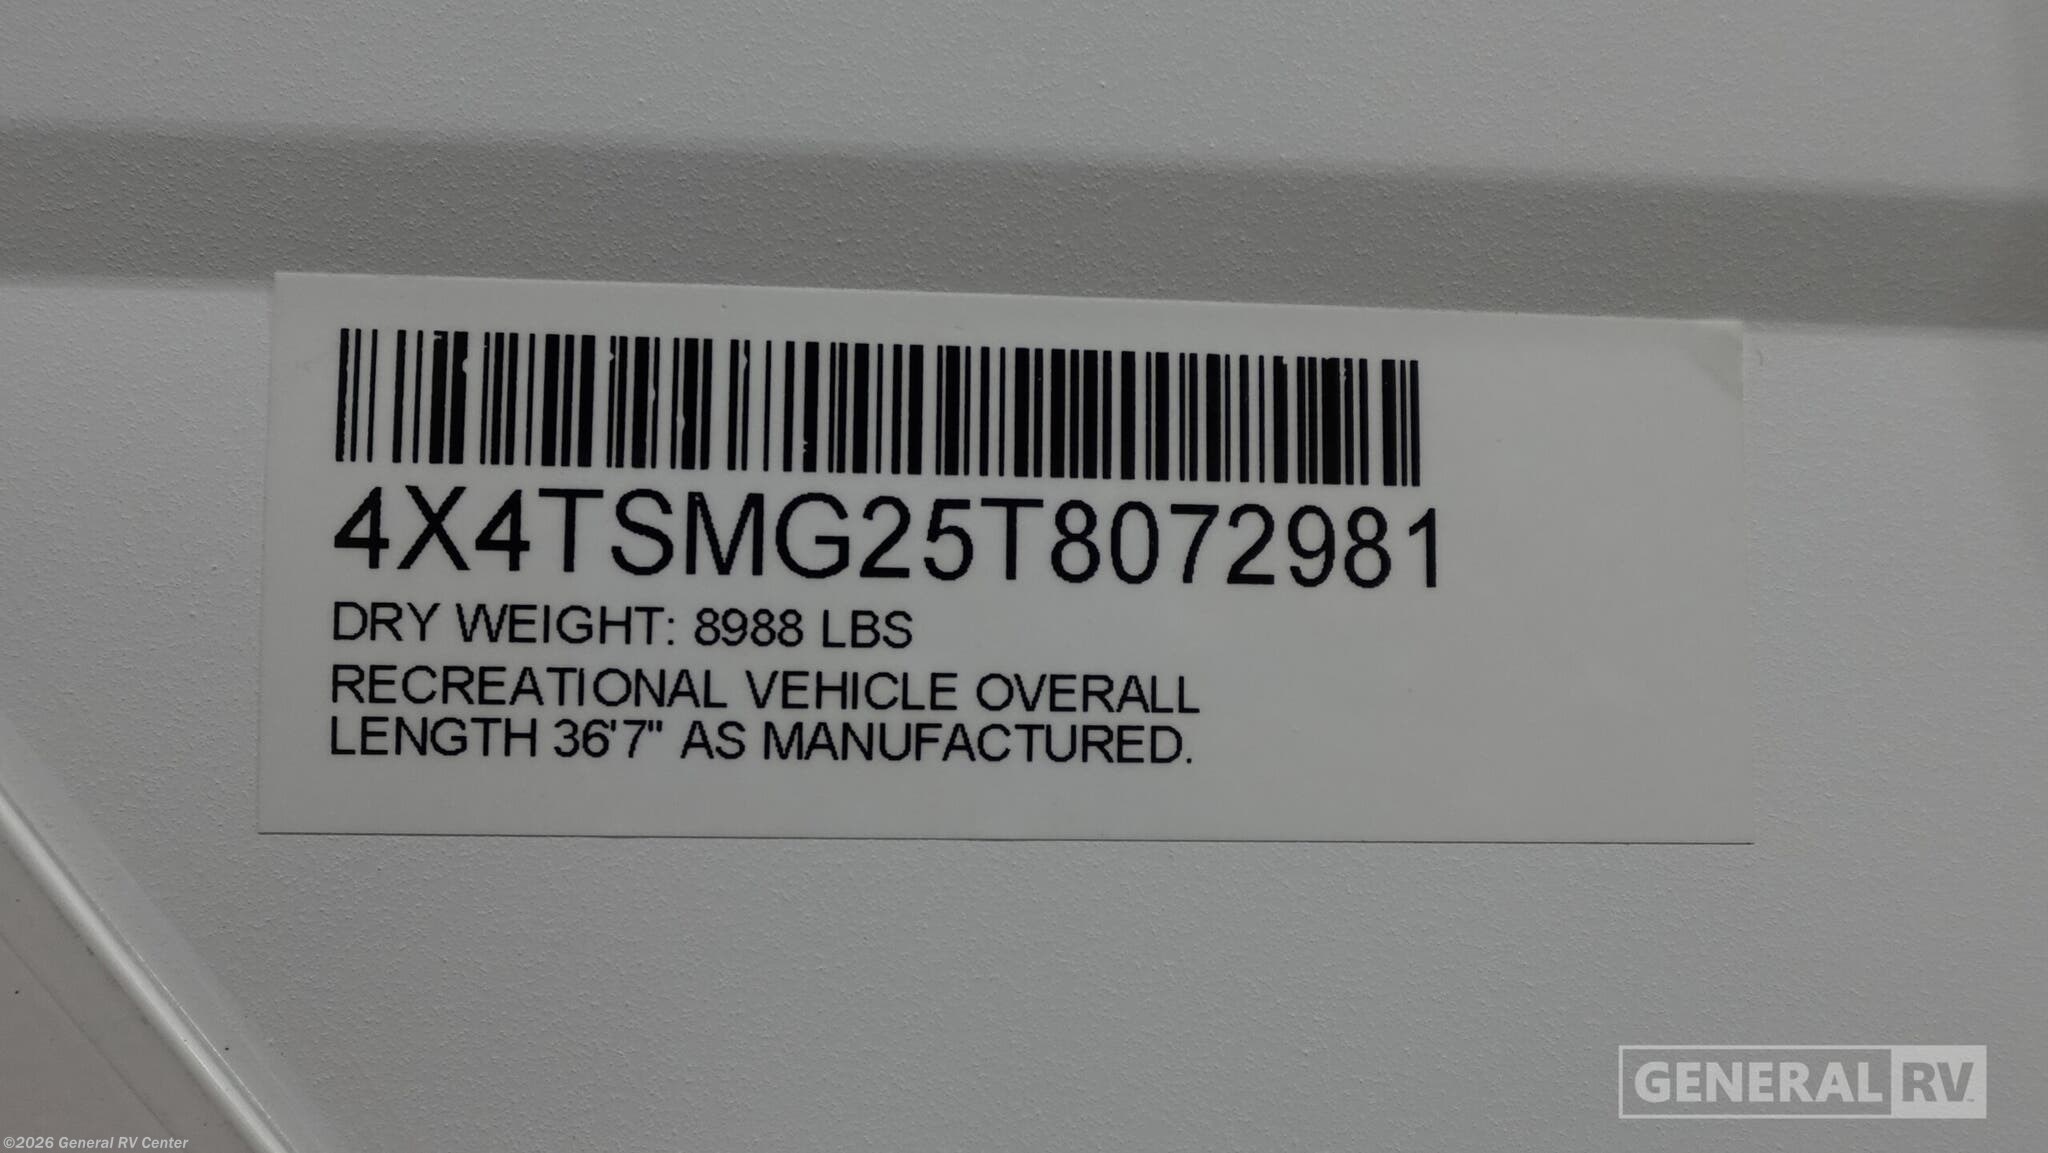 4X4TSMG25T8072981
DRY WEIGHT: 8988 LBS
RECREATIONAL VEHICLE OVERALL
LENGTH 36'7" AS MANUFACTURED.
GENERAL RV
©2026 General RV Center